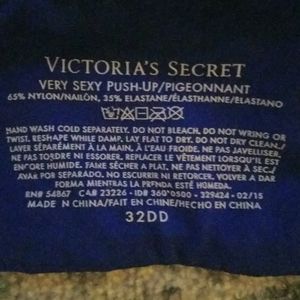 VICTORIA'S SECRET
VERY SEXY PUSH-UP/PIGEONNANT
65% NYLON/NAILÓN, 35% ELASTANE/ÉLASTHANNE/ELASTANO
HAND WASH COLD SEPARATELY. DO NOT BLEACH. DO NOT WRING OR
TWIST. RESHAPE WHILE DAMP. LAY FLAT TO DRY. DO NOT DRY CLEAN./
LAVER SÉPARÉMENT À LA MAIN, À L'EAU FROIDE. NE PAS JAVELLISER.
NE PAS TORDRE NI ESSORER. REPLACER LE VÊTEMENT LORSQU'IL EST
ENCORE HUMIDE. FAIRE SÉCHER À PLAT. NE PAS NETTOYER À SEC./
LAVAR POR SEPARADO. NO ESCURRIR NI RETORCER. VOLVER A DAR
FORMA MIENTRAS LA PRENDA ESTÉ HÚMEDA.
RN# 54867 CA# 23226 - ID# 360*0500 - 329424 - 02/15
MADE IN CHINA/FAIT EN CHINE/HECHO EN CHINA
32DD